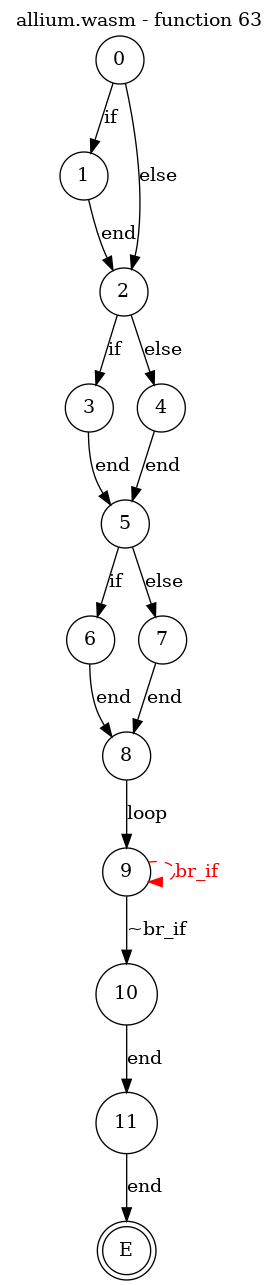 allium.wasm - function 63
0
if
else
1
end
2
if
else
3
4
end
end
5
if
else
6
7
end
end
8
loop
9
br_if
~br_if
10
end
11
end
E